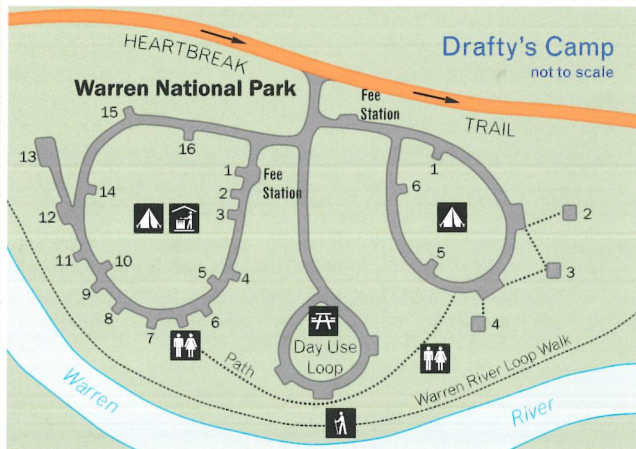 Drafty's Camp
not to scale
HEARTBREAK
TRAIL
Warren National Park
Fee
Station
15
16
13
14
12
11
10
9
8
7
6
5
4
1
2
3
Fee
Station
1
6
5
2
3
4
Day Use
Loop
Path
Warren River Loop Walk
Warren
River